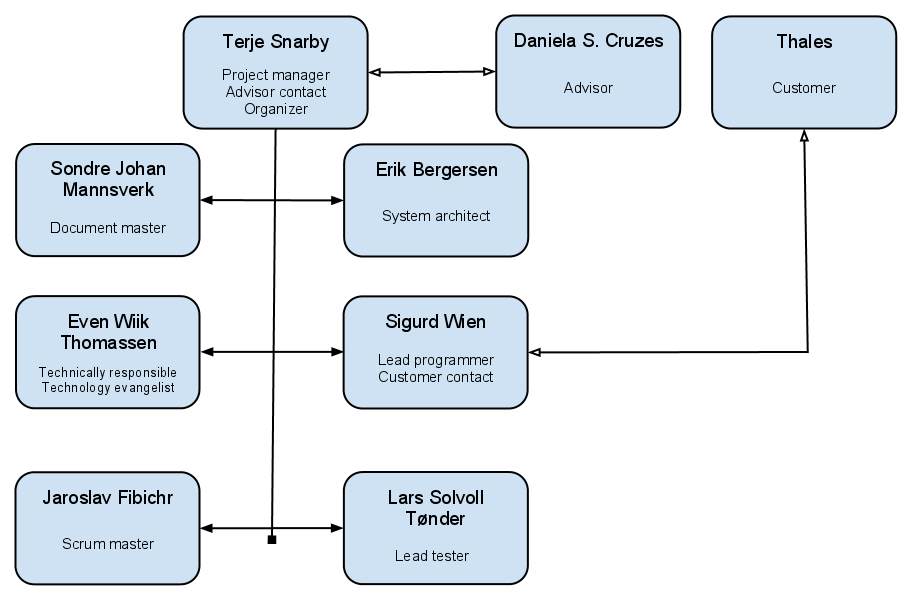 Terje Snarby
Project manager
Advisor contact
Organizer
Daniela S. Cruzes
Advisor
Thales
Customer
Sondre Johan
Mannsverk
Document master
Erik Bergersen
System architect
Even Wiik
Thomassen
Technically responsible
Technology evangelist
Sigurd Wien
Lead programmer
Customer contact
Jaroslav Fibichr
Scrum master
Lars Solvoll
Tønder
Lead tester